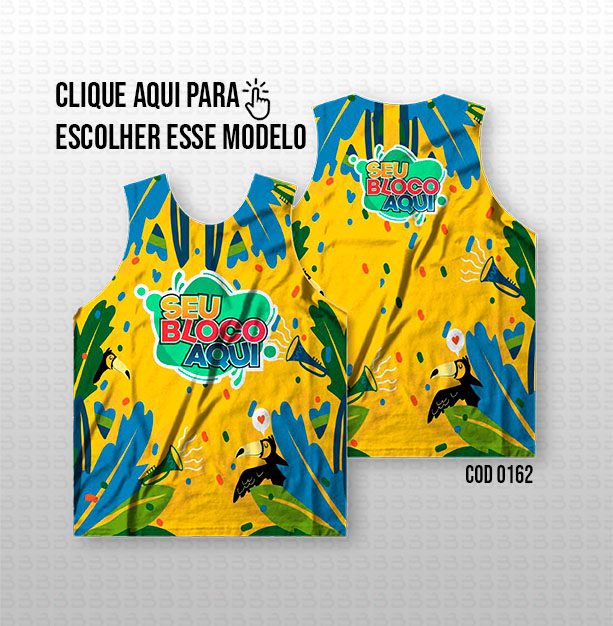 CLIQUE AQUI PARA
ESCOLHER ESSE MODELO
SEU
BLOCO
AQUI
SEU
BLOCO
AQUI
COD 0162